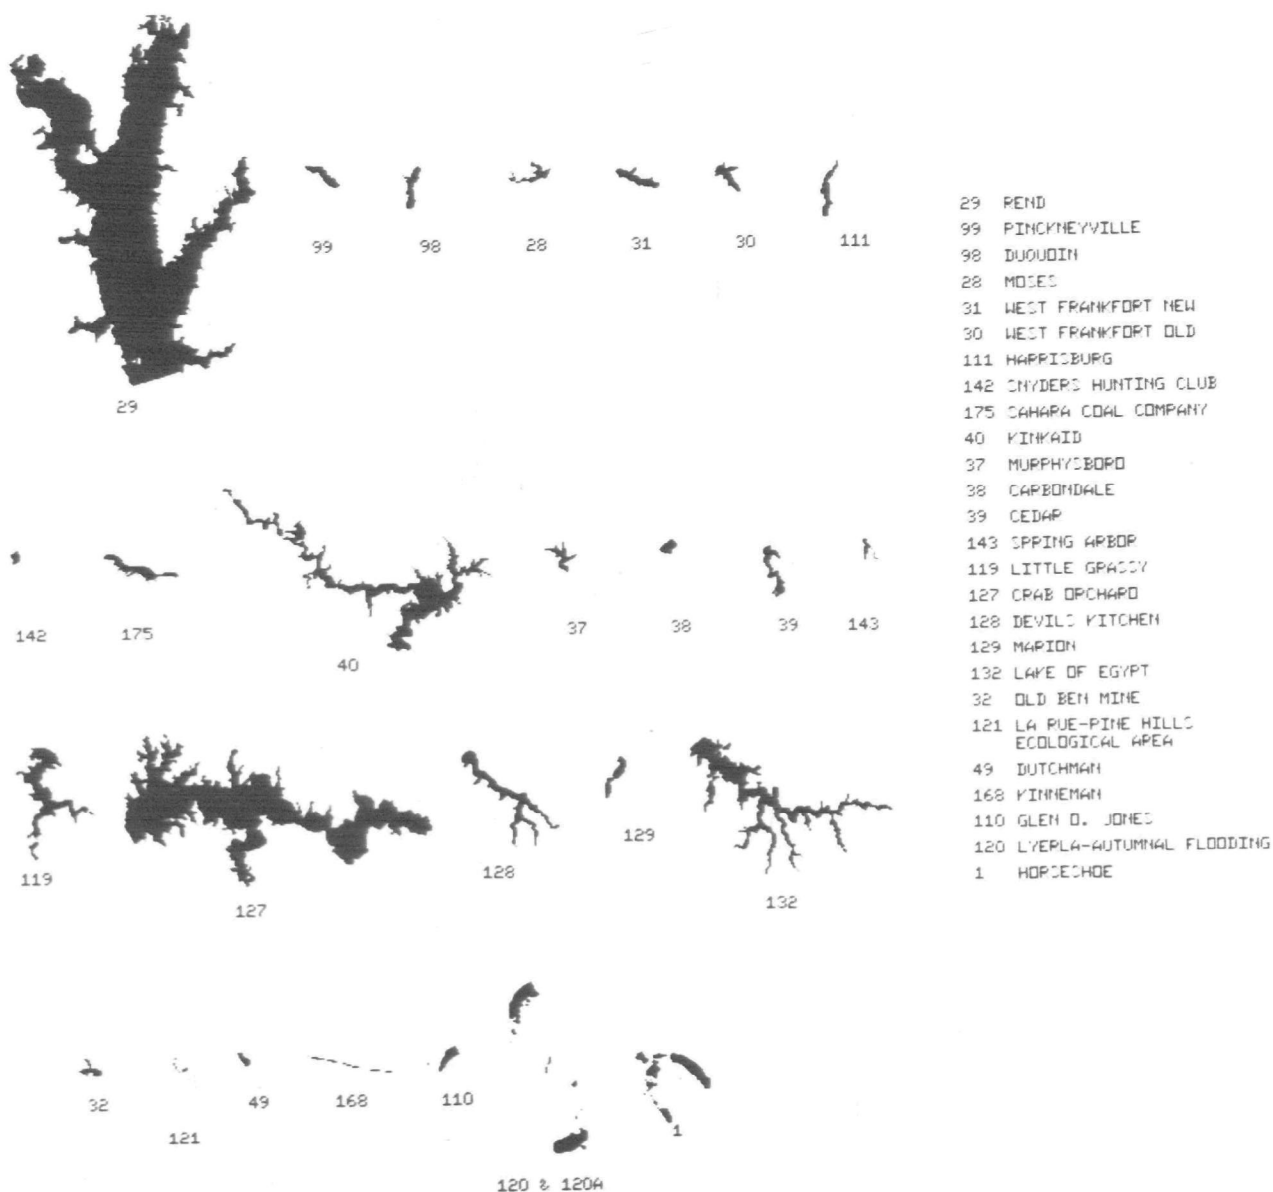 99
98
28
31
30
111
29
142
175
40
37
38
39
143
119
127
128
129
132
32
121
49
168
110
120 & 120A
1
29 REND
99 PINCKNEYVILLE
98 DUQUOIN
28 MOSES
31 WEST FRANKFORT NEW
30 WEST FRANKFORT OLD
111 HARRISBURG
142 SNYDERS HUNTING CLUB
175 SAHARA COAL COMPANY
40 KINKAID
37 MURPHYSBORO
38 CARBONDALE
39 CEDAR
143 SPRING ARBOR
119 LITTLE GRASSY
127 CRAB ORCHARD
128 DEVILS KITCHEN
129 MARION
132 LAKE OF EGYPT
32 OLD BEN MINE
121 LA RUE-PINE HILLS
ECOLOGICAL AREA
49 DUTCHMAN
168 KINNEMAN
110 GLEN O. JONES
120 LYERLA-AUTUMNAL FLOODING
1 HORSESHOE